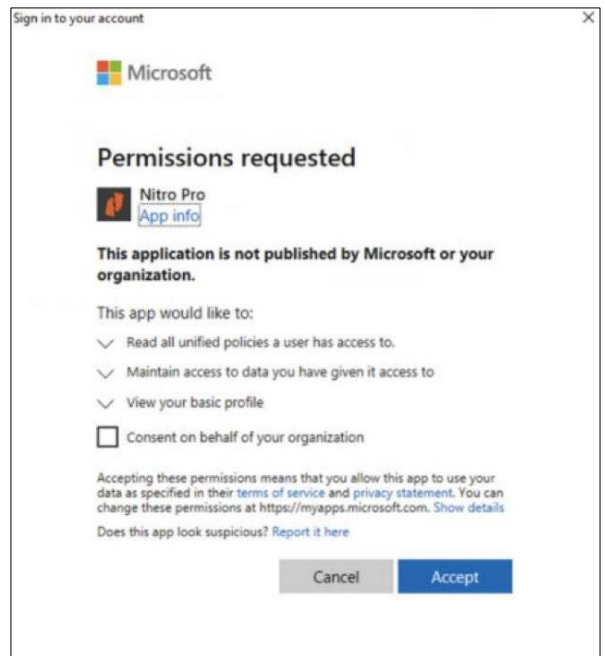 Sign in to your account
Microsoft
Permissions requested
Nitro Pro
App info
This application is not published by Microsoft or your
organization.
This app would like to:
Read all unified policies a user has access to.
Maintain access to data you have given it access to
View your basic profile
Consent on behalf of your organization
Accepting these permissions means that you allow this app to use your
data as specified in their terms of service and privacy statement. You can
change these permissions at https://myapps.microsoft.com. Show details
Does this app look suspicious? Report it here
Cancel
Accept